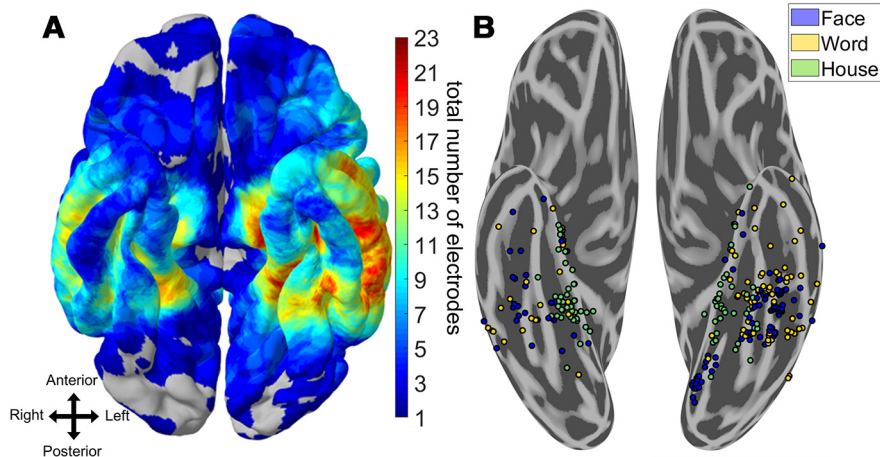 A
23
21
19
17
15
13
11
9
7
5
3
1
total number of electrodes
Anterior
Right
Left
Posterior
B
Face
Word
House